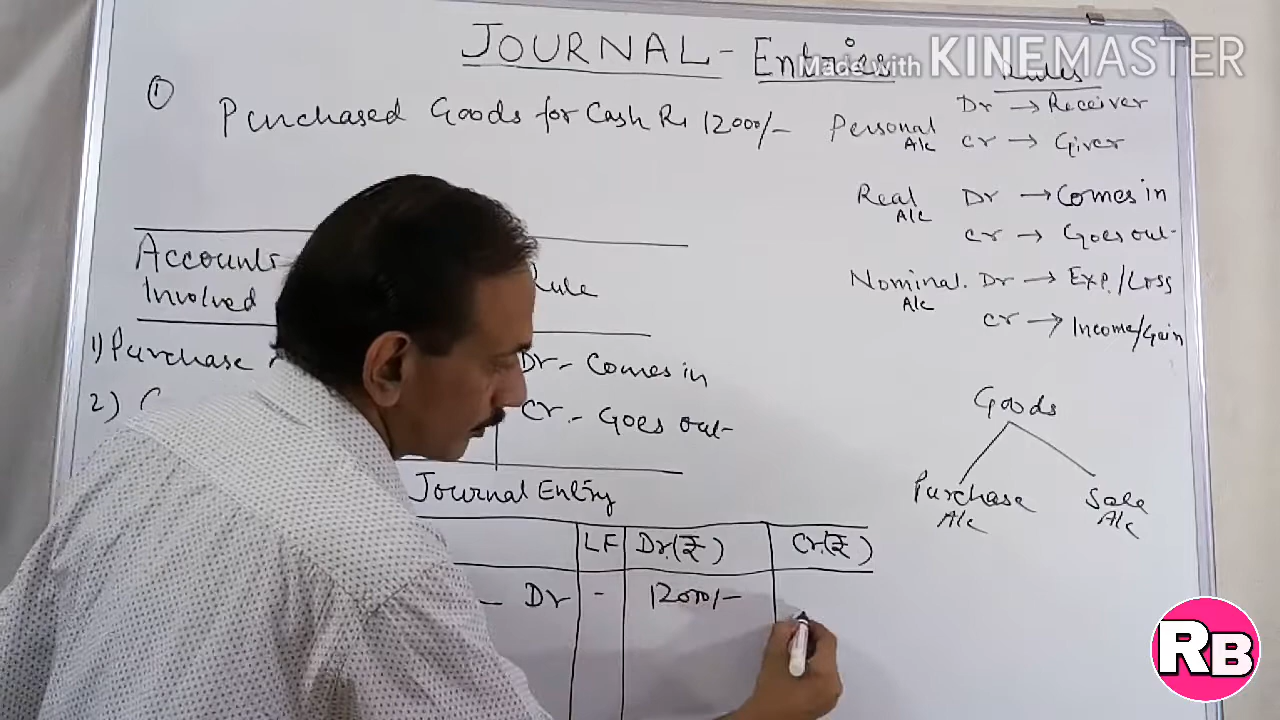 JOURNAL - Entries
Made with KINEMASTER
① Purchased Goods for Cash Rs 12000/-
Rules
Personal A/c Dr → Receiver
Cr → Giver
Real A/c Dr → Comes in
Cr → Goes out
Nominal A/c Dr → Exp./Loss
Cr → Income/Gain
Accounts Involved
Rule
1) Purchase
Dr - Comes in
2) C
Cr - Goes out
Goods
Purchase A/c
Sale A/c
Journal Entry
LF Dr.(₹) Cr.(₹)
- Dr - 12000/-
RB